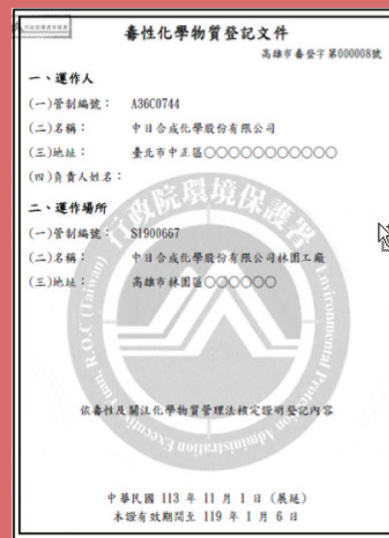 毒性化學物質登記文件
高雄市毒登字第000008號
一、運作人
(一)管制編號： A36C0744
(二)名稱： 中日合成化學股份有限公司
(三)地址： 臺北市中正區○○○○○○○○○○○
(四)負責人姓名：
二、運作場所
(一)管制編號： S1900667
(二)名稱： 中日合成化學股份有限公司林園工廠
(三)地址： 高雄市林園區○○○○○○
行政院環境保護署
Environmental Protection Administration Executive Yuan, R.O.C (Taiwan)
依毒性及關注化學物質管理法核定證明登記內容
中華民國 113 年 11 月 1 日（展延）
本證有效期間至 119 年 1 月 6 日